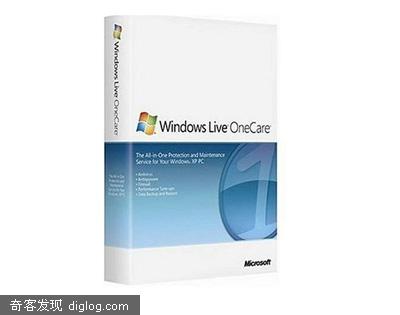 Windows Live OneCare
Windows Live OneCare
The All-in-One Protection and Maintenance
Service for Your Windows XP PC
• Antivirus
• Antispyware
• Firewall
• Performance Tune-ups
• Data Backup and Restore
1
Microsoft
奇客发现 diglog.com